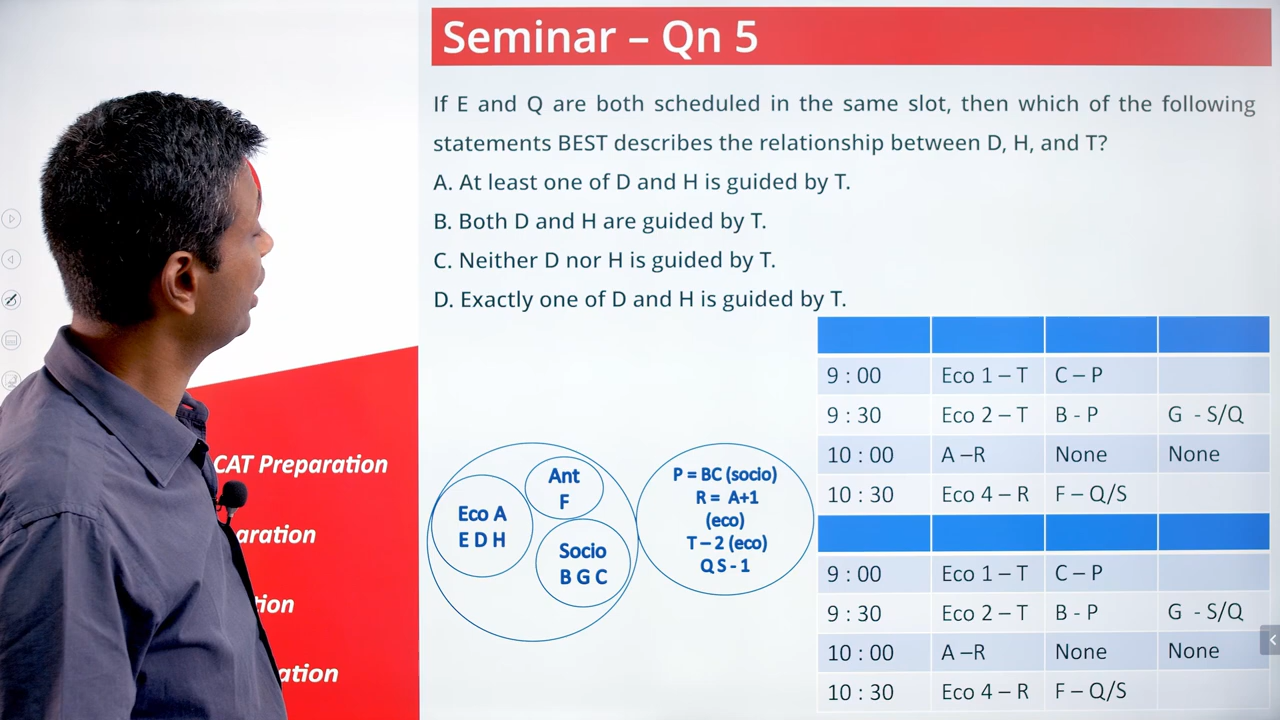 Seminar – Qn 5
If E and Q are both scheduled in the same slot, then which of the following
statements BEST describes the relationship between D, H, and T?
A. At least one of D and H is guided by T.
B. Both D and H are guided by T.
C. Neither D nor H is guided by T.
D. Exactly one of D and H is guided by T.
9 : 00 Eco 1 – T C – P
9 : 30 Eco 2 – T B - P G - S/Q
10 : 00 A –R None None
10 : 30 Eco 4 – R F – Q/S
9 : 00 Eco 1 – T C – P
9 : 30 Eco 2 – T B - P G - S/Q
10 : 00 A –R None None
10 : 30 Eco 4 – R F – Q/S
Eco A
E D H
Ant
F
Socio
B G C
P = BC (socio)
R = A+1
(eco)
T – 2 (eco)
Q S - 1
CAT Preparation
aration
tion
ation